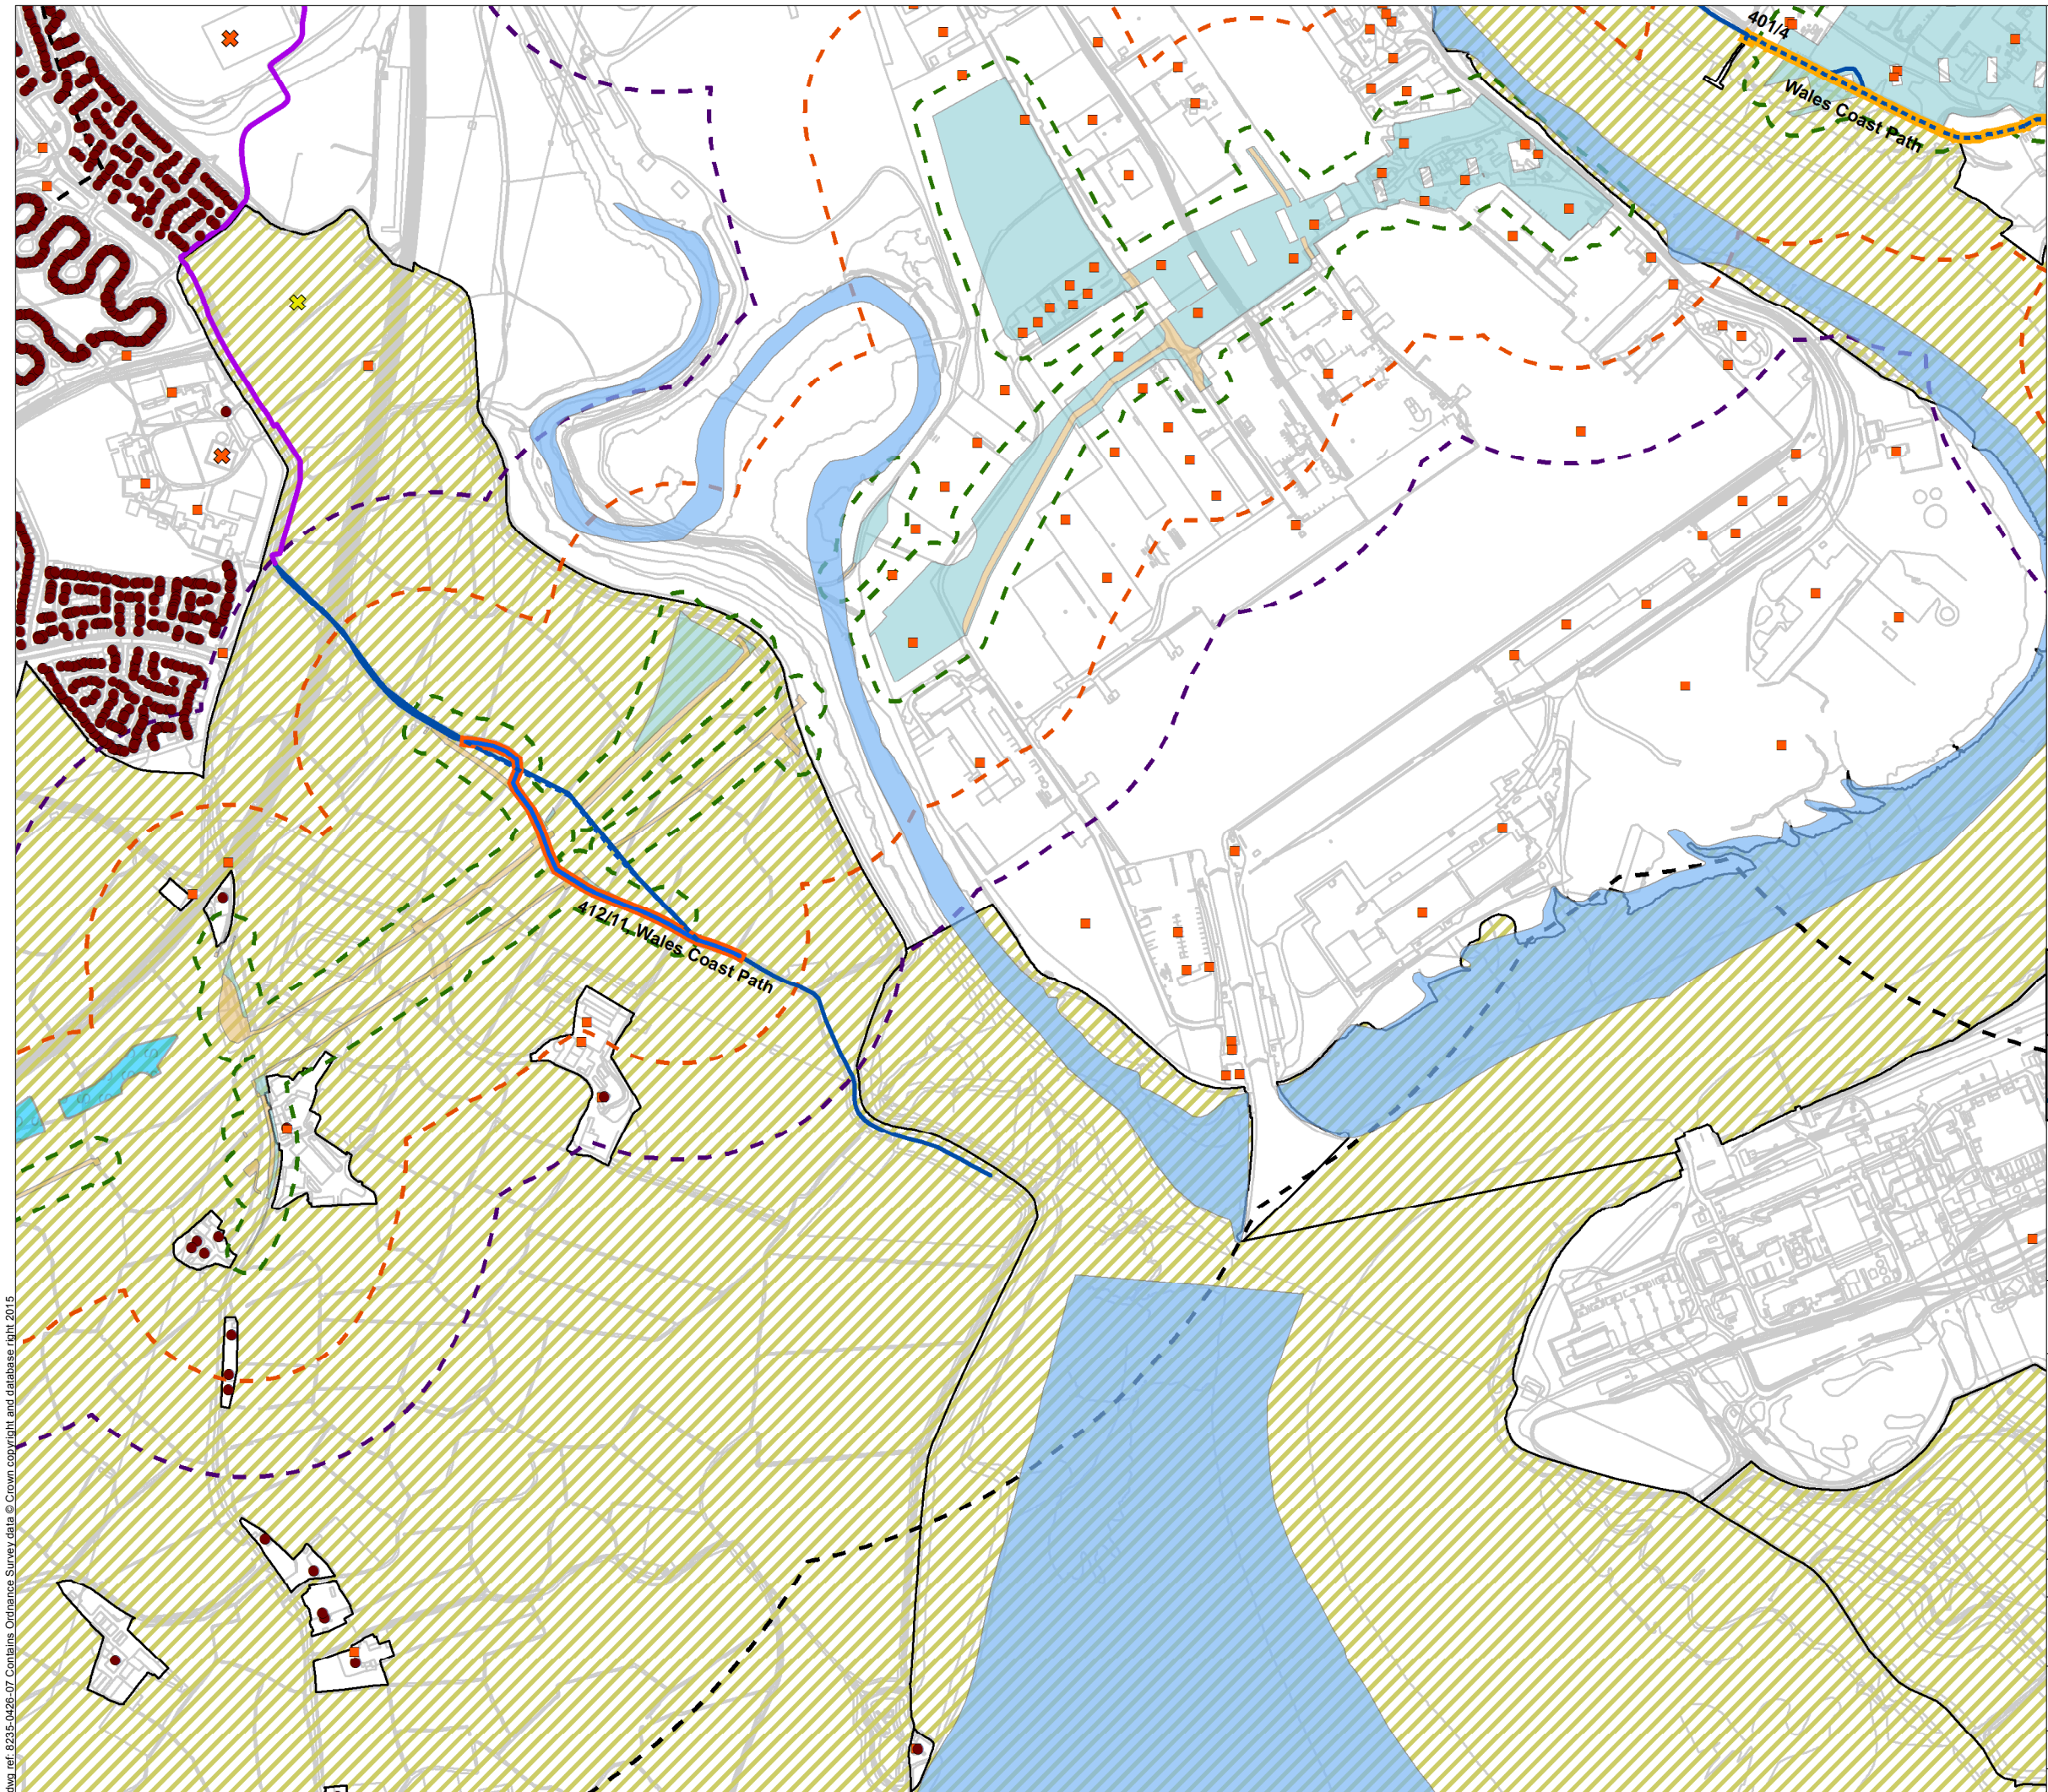 401/4
Wales Coast Path
412/11, Wales Coast Path
dwg ref: 8235-0426-07 Contains Ordnance Survey data © Crown copyright and database right 2015